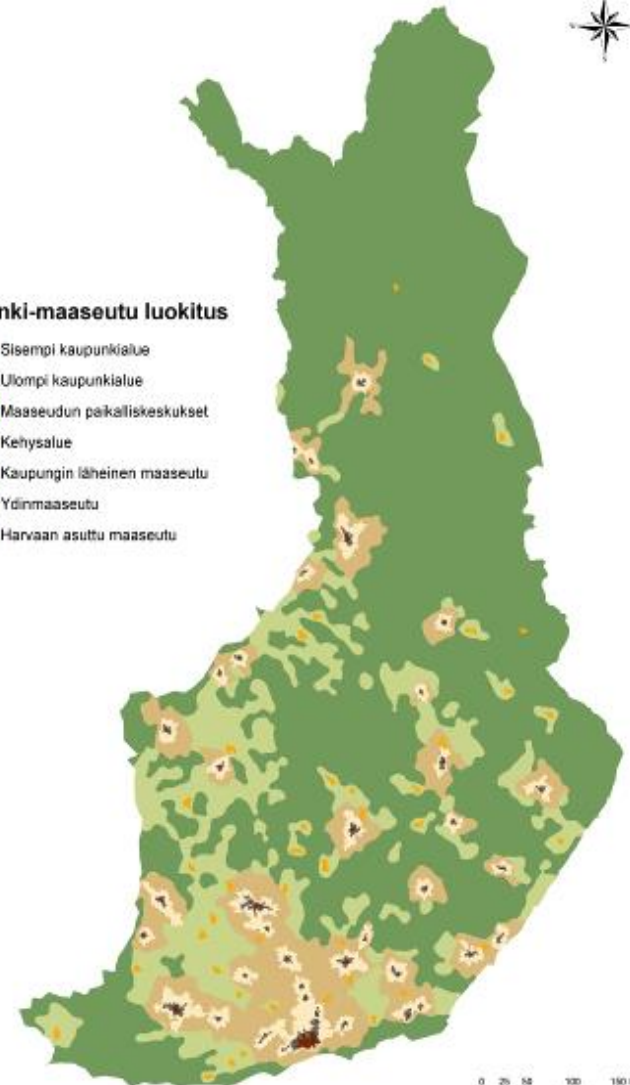 nki-maaseutu luokitus
Sisempi kaupunkialue
Ulompi kaupunkialue
Maaseudun paikalliskeskukset
Kehysalue
Kaupungin läheinen maaseutu
Ydinmaaseutu
Harvaan asuttu maaseutu
0 25 50 100 150